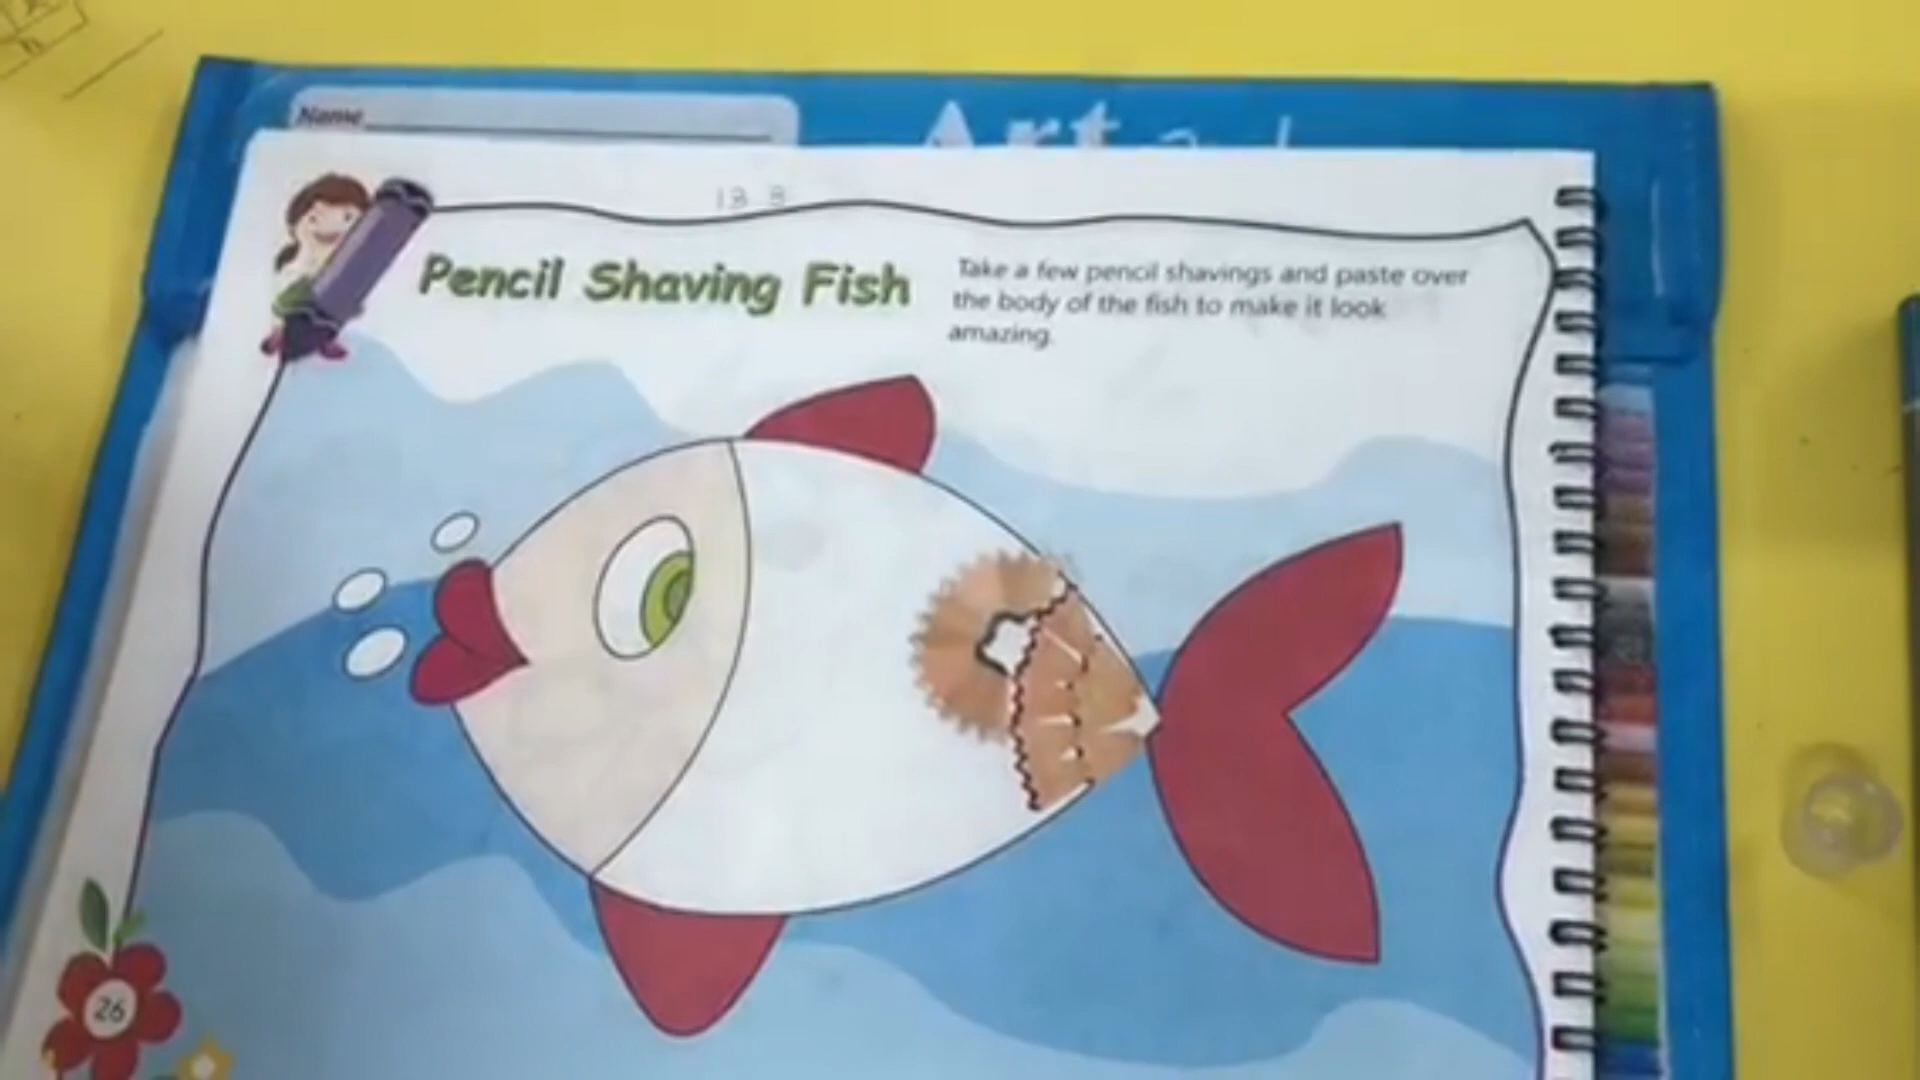 Name
Art
13 3
Pencil Shaving Fish
Take a few pencil shavings and paste over
the body of the fish to make it look
amazing.
26